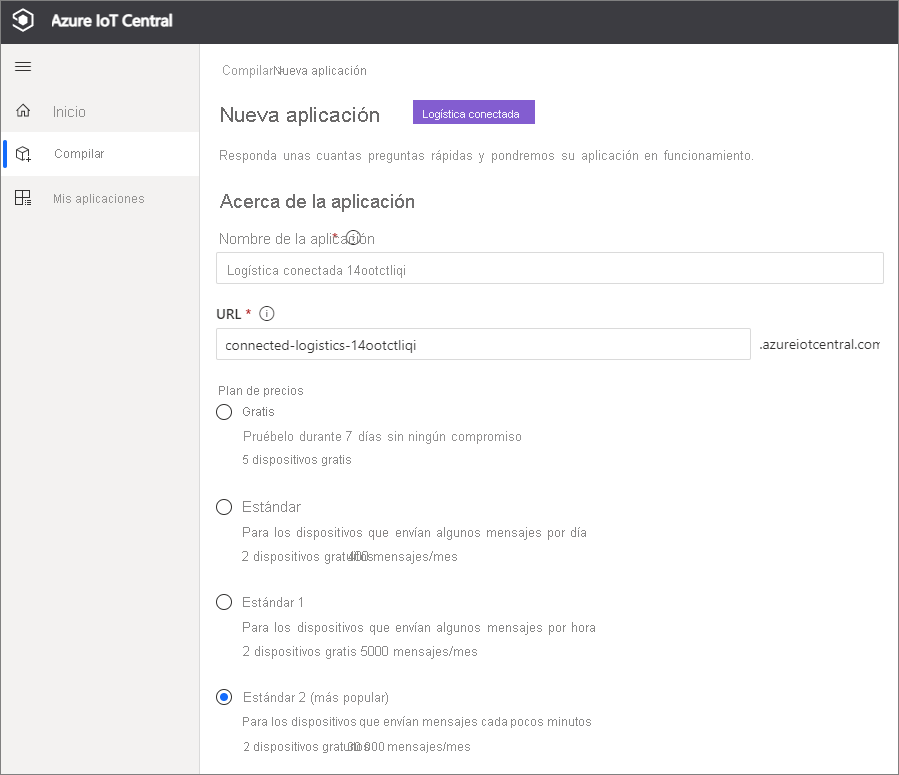 Azure IoT Central
Compilar Nueva aplicación
Inicio
Compilar
Mis aplicaciones
Nueva aplicación Logística conectada
Responda unas cuantas preguntas rápidas y pondremos su aplicación en funcionamiento.
Acerca de la aplicación
Nombre de la aplicación *
Logística conectada 14ootctliqi
URL *
connected-logistics-14ootctliqi .azureiotcentral.com
Plan de precios
Gratis
Pruébelo durante 7 días sin ningún compromiso
5 dispositivos gratis
Estándar
Para los dispositivos que envían algunos mensajes por día
2 dispositivos gratuitos 400 mensajes/mes
Estándar 1
Para los dispositivos que envían algunos mensajes por hora
2 dispositivos gratis 5000 mensajes/mes
Estándar 2 (más popular)
Para los dispositivos que envían mensajes cada pocos minutos
2 dispositivos gratuitos mensajes/mes